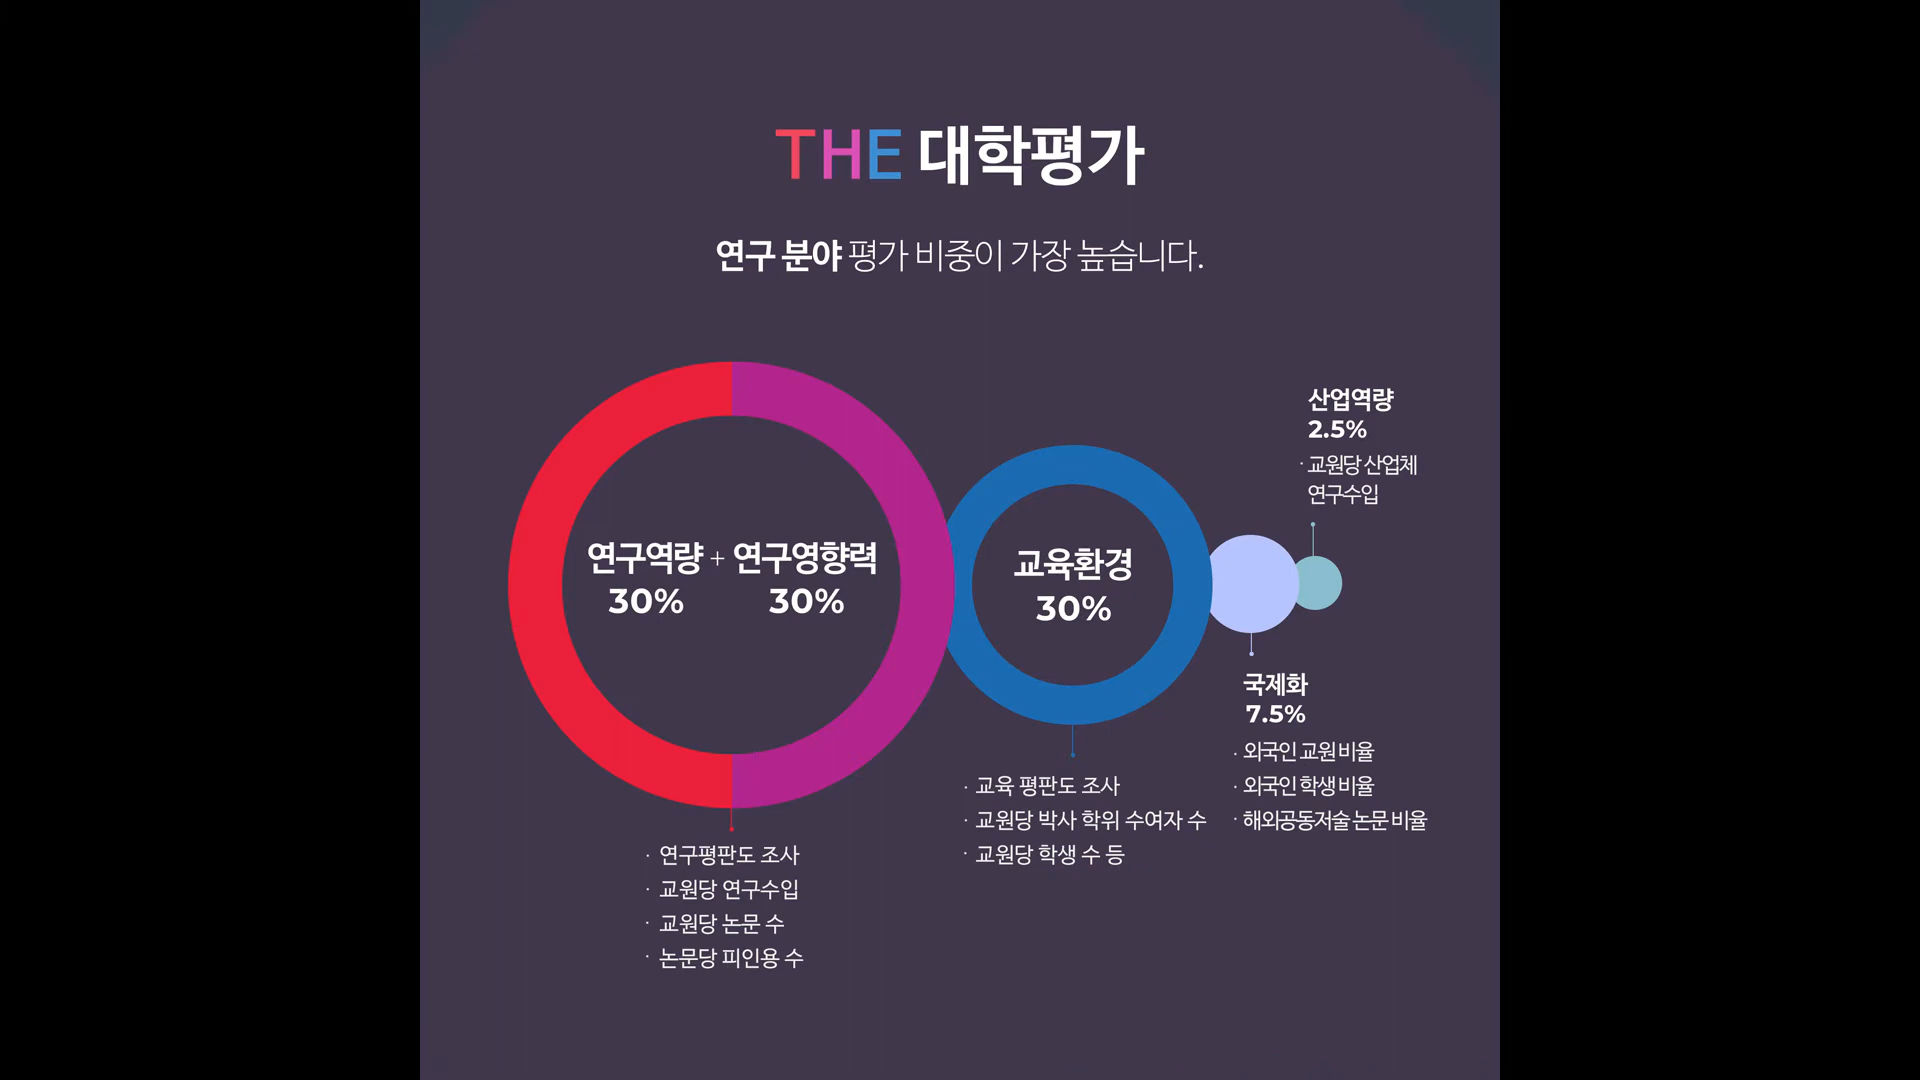 THE 대학평가
연구 분야 평가 비중이 가장 높습니다.
연구역량 + 연구영향력
30% 30%
· 연구평판도 조사
· 교원당 연구수입
· 교원당 논문 수
· 논문당 피인용 수
교육환경
30%
· 교육 평판도 조사
· 교원당 박사 학위 수여자 수
· 교원당 학생 수 등
국제화
7.5%
· 외국인 교원 비율
· 외국인 학생 비율
· 해외공동저술 논문 비율
산업역량
2.5%
· 교원당 산업체
연구수입